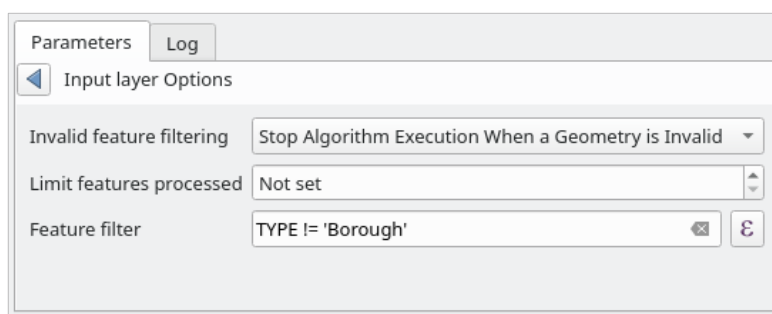 Parameters Log
Input layer Options
Invalid feature filtering Stop Algorithm Execution When a Geometry is Invalid
Limit features processed Not set
Feature filter TYPE != 'Borough' ε